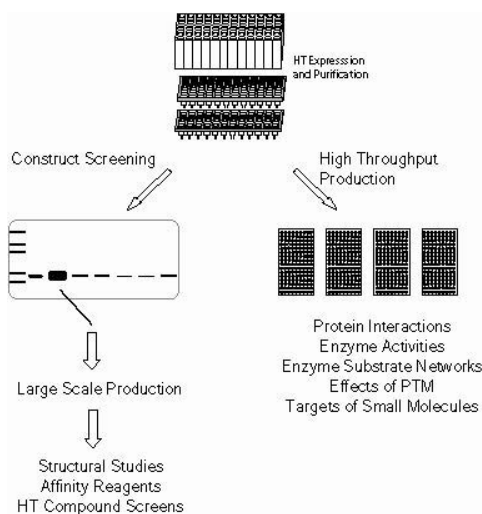 HT Expresssion
and Purification
Construct Screening
High Throughput
Production
Protein Interactions
Enzyme Activities
Enzyme Substrate Networks
Effects of PTM
Targets of Small Molecules
Large Scale Production
Structural Studies
Affinity Reagents
HT Compound Screens